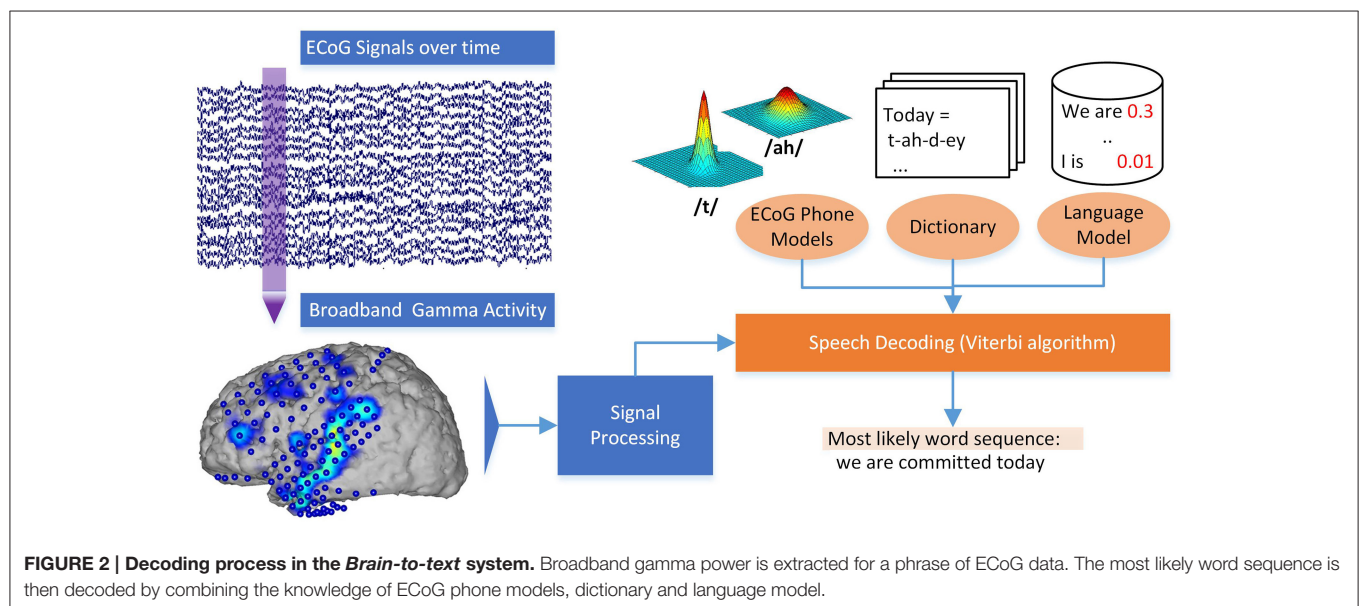 ECoG Signals over time
Broadband Gamma Activity
Signal
Processing
/t/
/ah/
Today =
t-ah-d-ey
...
We are 0.3
..
I is 0.01
ECoG Phone
Models
Dictionary
Language
Model
Speech Decoding (Viterbi algorithm)
Most likely word sequence:
we are committed today
FIGURE 2 | Decoding process in the Brain-to-text system. Broadband gamma power is extracted for a phrase of ECoG data. The most likely word sequence is
then decoded by combining the knowledge of ECoG phone models, dictionary and language model.